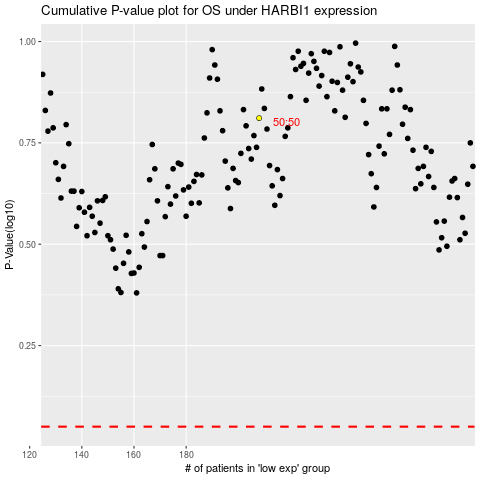 Cumulative P-value plot for OS under HARBI1 expression
P-Value(log10)
1.00
0.75
0.50
0.25
50:50
120 140 160 180
# of patients in 'low exp' group